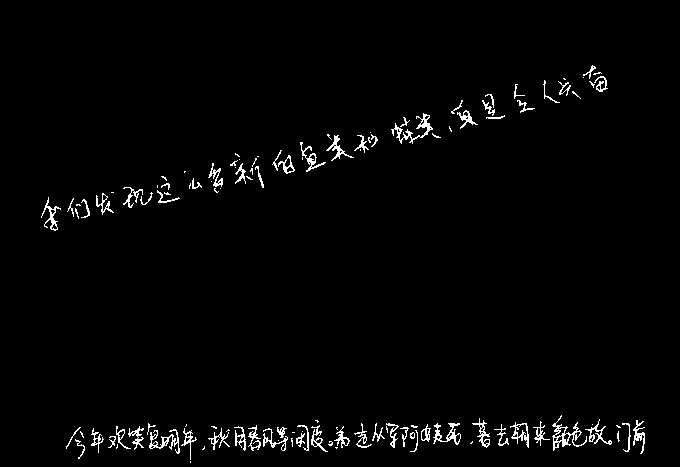 我们发现这么多新的鱼类和类,真是令人兴奋
今年欢笑复明年,秋月春风等闲度。弟走从军阿姨死,暮去朝来颜色故。门前